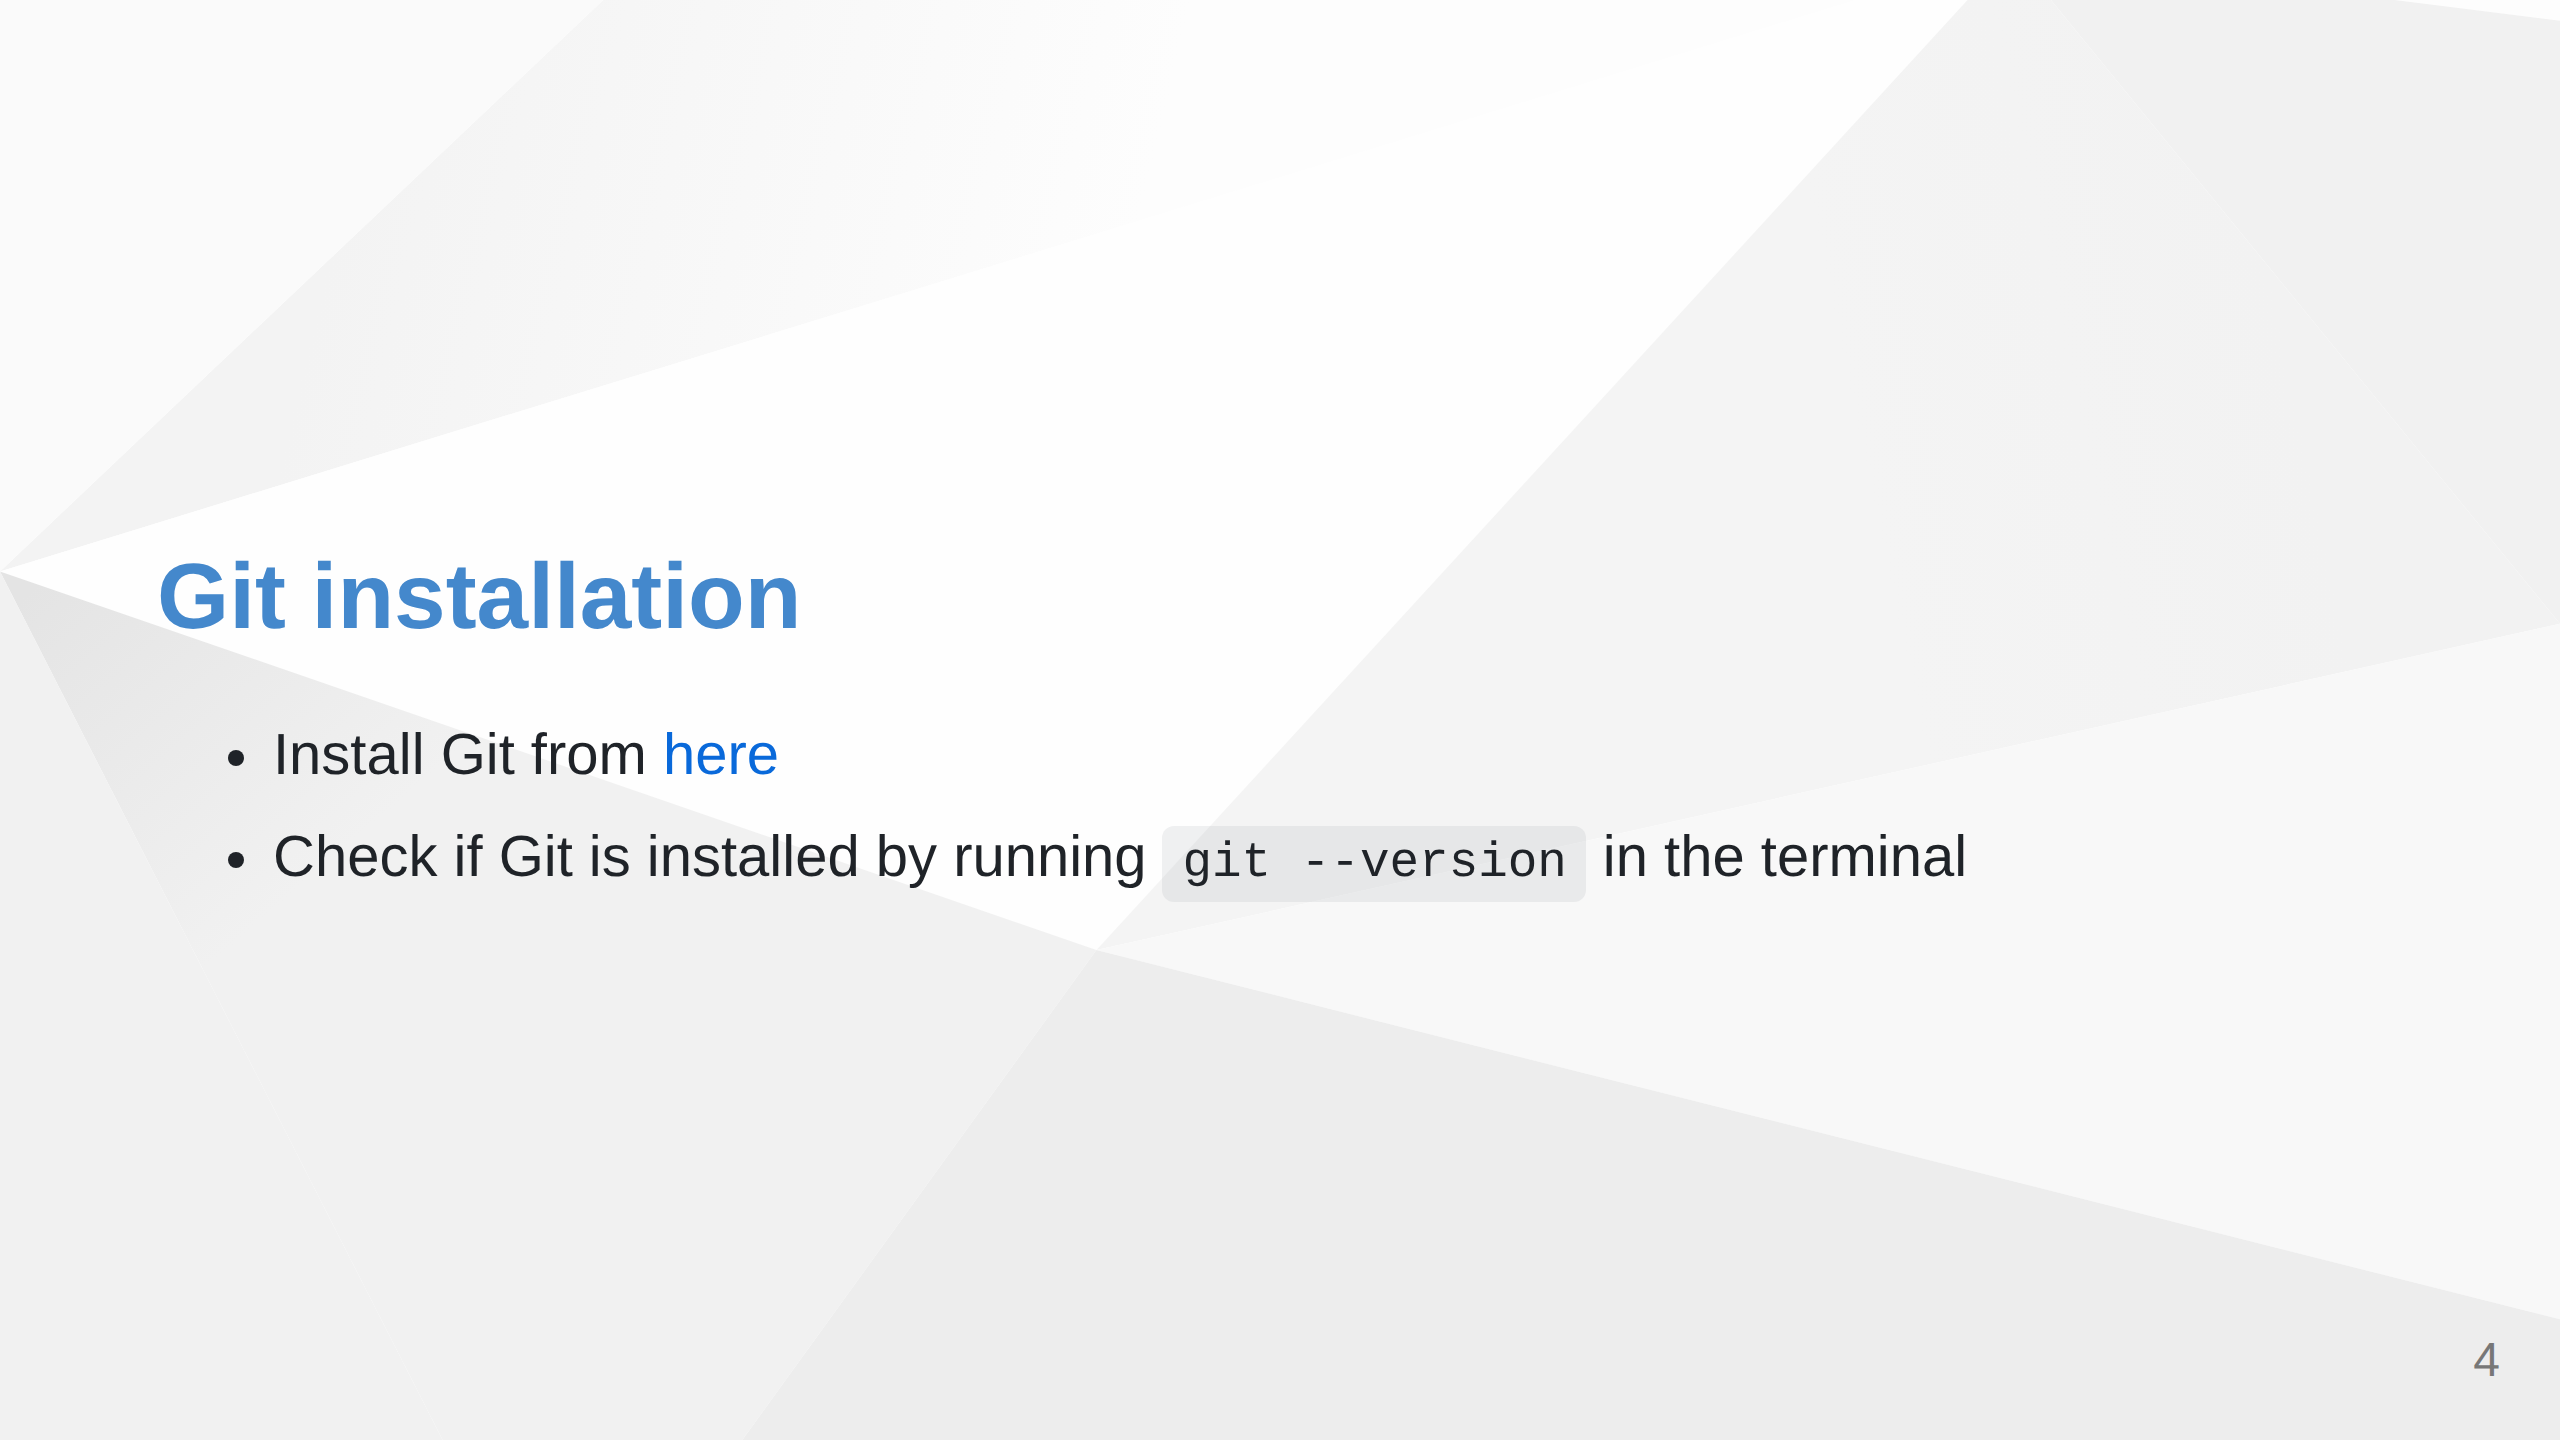 Git installation
• Install Git from here
• Check if Git is installed by running git --version in the terminal
4